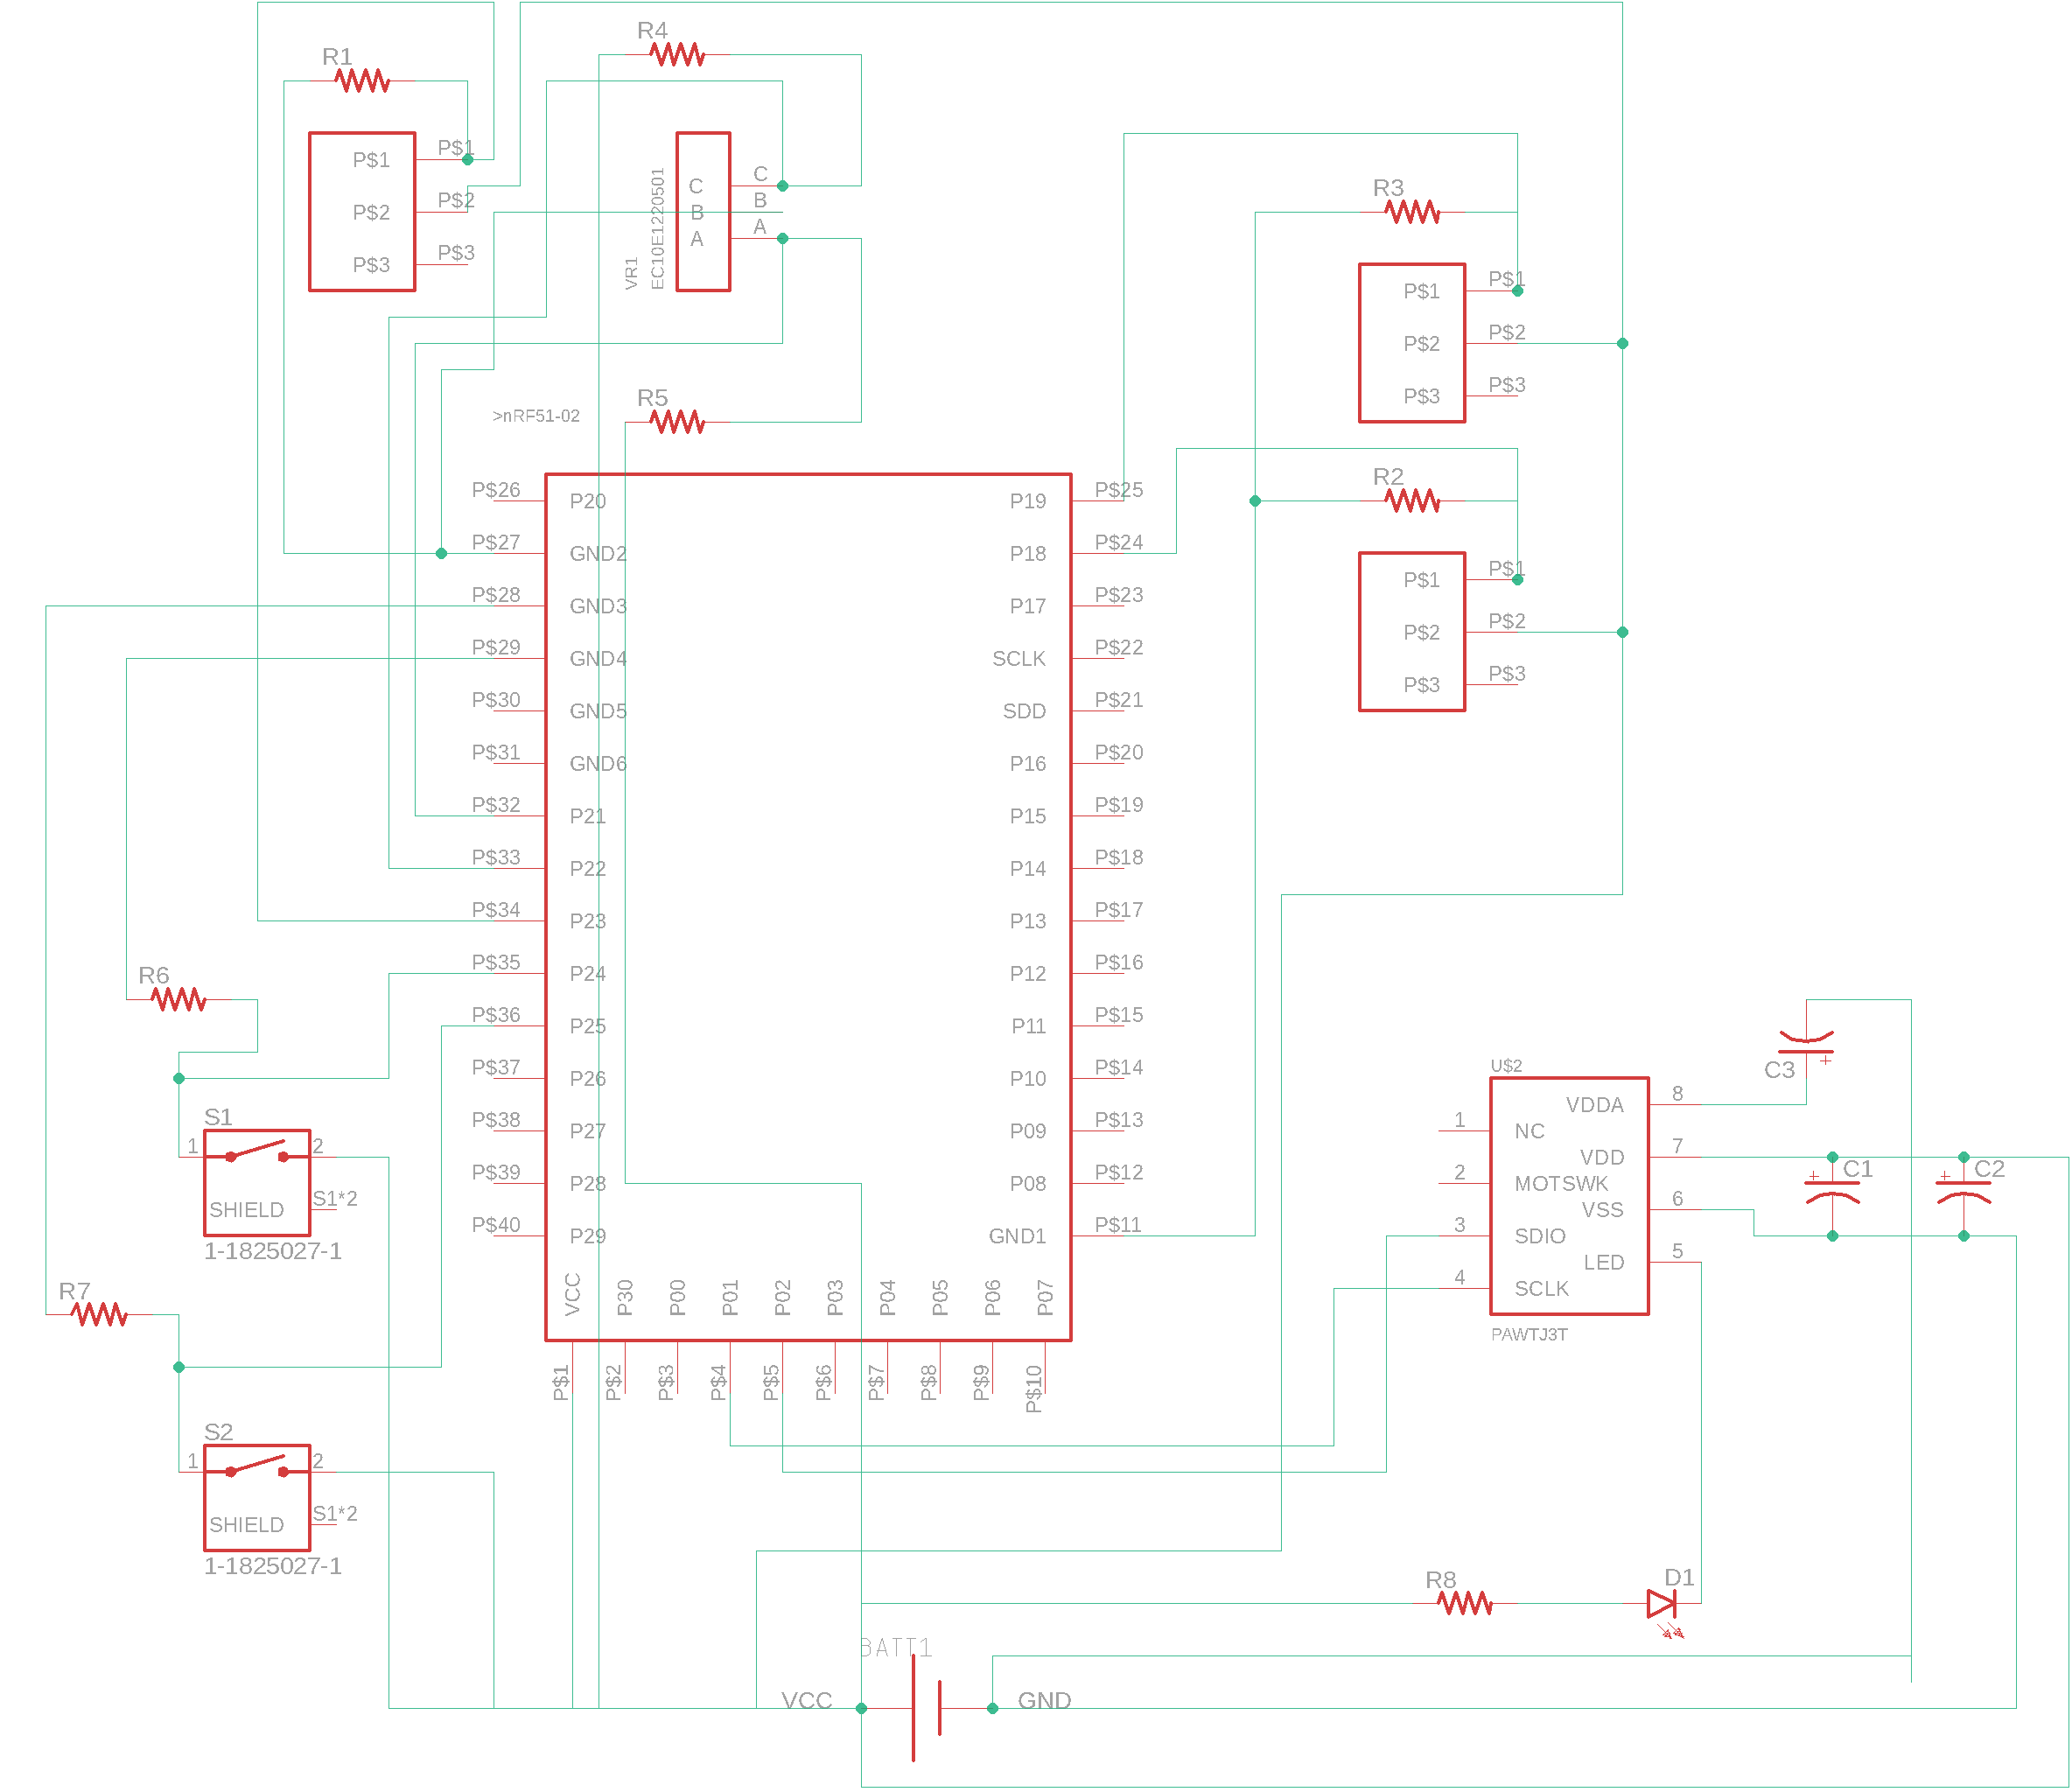 R4
R1
P$1
P$1
P$2
P$2
P$3
P$3
VR1
EC10E1220501
C
C
B
B
A
A
R3
P$1
P$1
P$2
P$2
P$3
P$3
R5
>nRF51-02
R2
P$1
P$1
P$2
P$2
P$3
P$3
P$26 P20
P$27 GND2
P$28 GND3
P$29 GND4
P$30 GND5
P$31 GND6
P$32 P21
P$33 P22
P$34 P23
P$35 P24
P$36 P25
P$37 P26
P$38 P27
P$39 P28
P$40 P29
P19 P$25
P18 P$24
P17 P$23
SCLK P$22
SDD P$21
P16 P$20
P15 P$19
P14 P$18
P13 P$17
P12 P$16
P11 P$15
P10 P$14
P09 P$13
P08 P$12
GND1 P$11
VCC P30 P00 P01 P02 P03 P04 P05 P06 P07
P$1 P$2 P$3 P$4 P$5 P$6 P$7 P$8 P$9 P$10
R6
S1
1 2
SHIELD S1*2
1-1825027-1
R7
S2
1 2
SHIELD S1*2
1-1825027-1
U$2
1 NC
2 MOTSWK
3 SDIO
4 SCLK
VDDA 8
VDD 7
VSS 6
LED 5
PAWTJ3T
+
C3
+ C1
+ C2
R8
D1
BATT1
VCC
GND